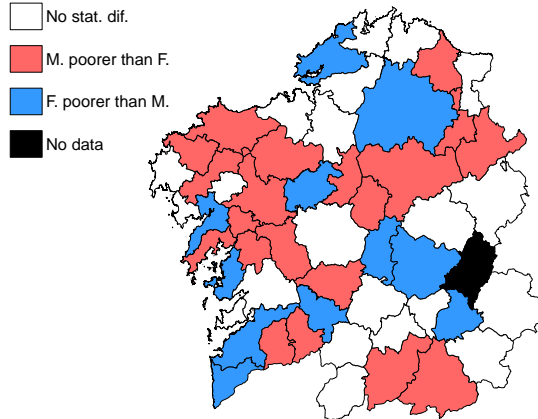 No stat. dif.
M. poorer than F.
F. poorer than M.
No data